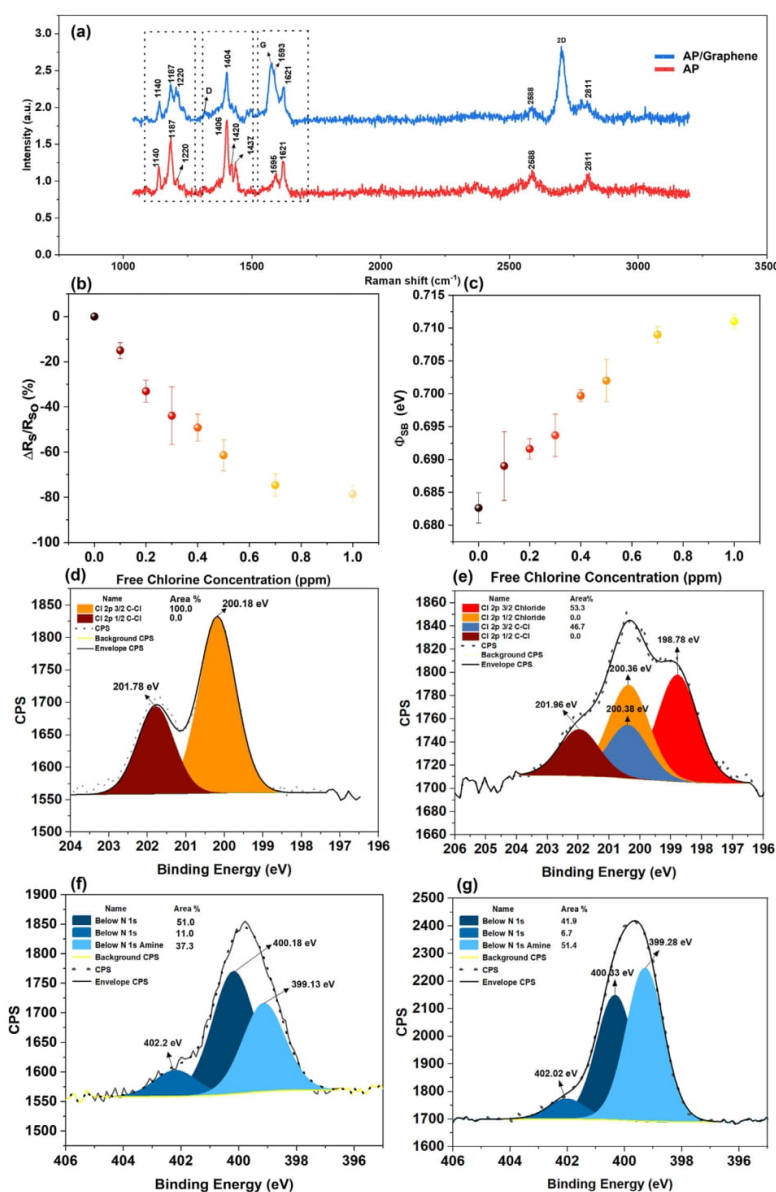 (a)
3.0
2.5
2.0
1.5
1.0
0.5
0.0
Intensity (a.u.)
1140
1187
1220
D
1404
G
1593
1621
2588
2D
2811
AP/Graphene
AP
1140
1187
1220
1406
1420
1437
1595
1621
2588
2811
1000 1500 2000 2500 3000 3500
Raman shift (cm⁻¹)
(b)
0
-20
-40
-60
-80
-100
ΔRs/Rso (%)
0.0 0.2 0.4 0.6 0.8 1.0
Free Chlorine Concentration (ppm)
(c)
0.715
0.710
0.705
0.700
0.695
0.690
0.685
0.680
Φ_SB (eV)
0.0 0.2 0.4 0.6 0.8 1.0
Free Chlorine Concentration (ppm)
(d)
Name Area %
Cl 2p 3/2 C-Cl 100.0
Cl 2p 1/2 C-Cl 0.0
CPS
Background CPS
Envelope CPS
200.18 eV
201.78 eV
1850
1800
1750
1700
1650
1600
1550
1500
CPS
204 203 202 201 200 199 198 197 196
Binding Energy (eV)
(e)
Name Area%
Cl 2p 3/2 Chloride 53.3
Cl 2p 1/2 Chloride 0.0
Cl 2p 3/2 C-Cl 46.7
Cl 2p 1/2 C-Cl 0.0
CPS
Background CPS
Envelope CPS
198.78 eV
200.36 eV
200.38 eV
201.96 eV
1860
1840
1820
1800
1780
1760
1740
1720
1700
1680
1660
CPS
206 205 204 203 202 201 200 199 198 197 196
Binding Energy (eV)
(f)
Name Area %
Below N 1s 51.0
Below N 1s 11.0
Below N 1s Amine 37.3
Background CPS
CPS
Envelope CPS
400.18 eV
399.13 eV
402.2 eV
1900
1850
1800
1750
1700
1650
1600
1550
1500
CPS
406 404 402 400 398 396
Binding Energy (eV)
(g)
Name Area %
Below N 1s 41.9
Below N 1s 6.7
Below N 1s Amine 51.4
Background CPS
CPS
Envelope CPS
399.28 eV
400.33 eV
402.02 eV
2500
2400
2300
2200
2100
2000
1900
1800
1700
1600
CPS
406 404 402 400 398 396
Binding Energy (eV)